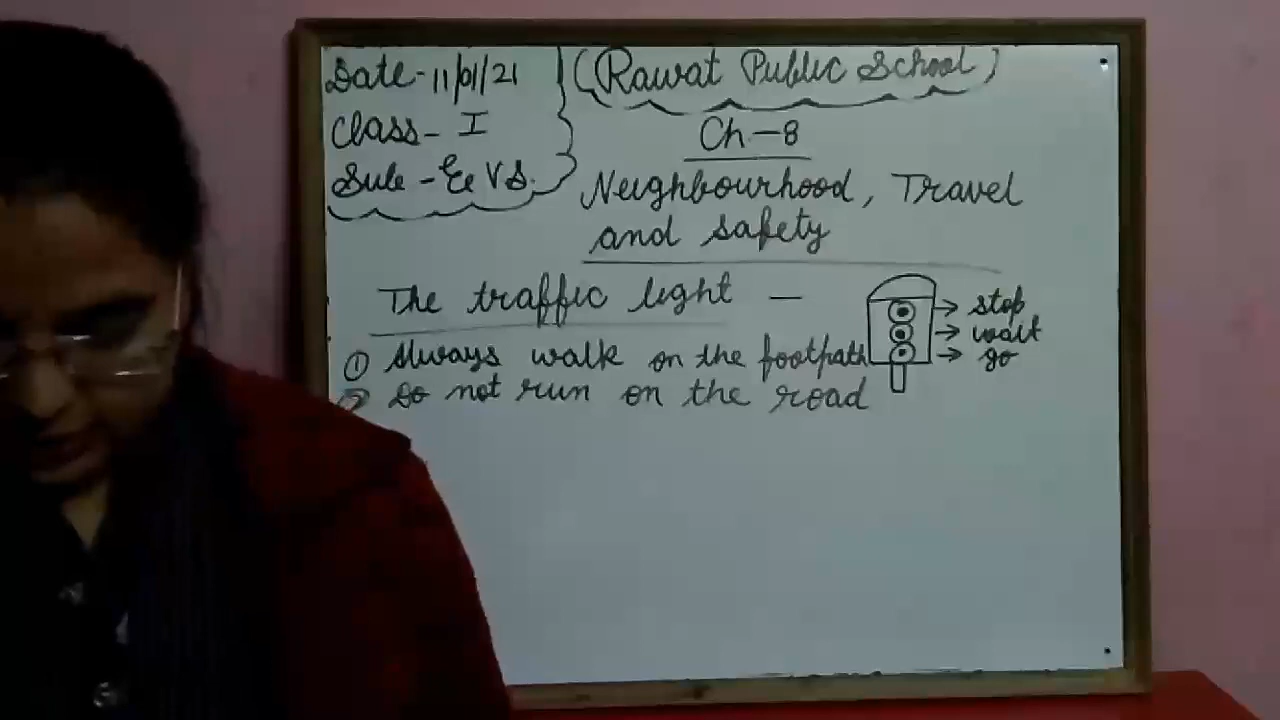 Date-11/01/21
Class- I
Sub - E.V.S.
(Rawat Public School)
Ch-8
Neighbourhood, Travel
and safety
The traffic light -
→ stop
→ wait
→ go
① Always walk on the footpath
② Do not run on the road